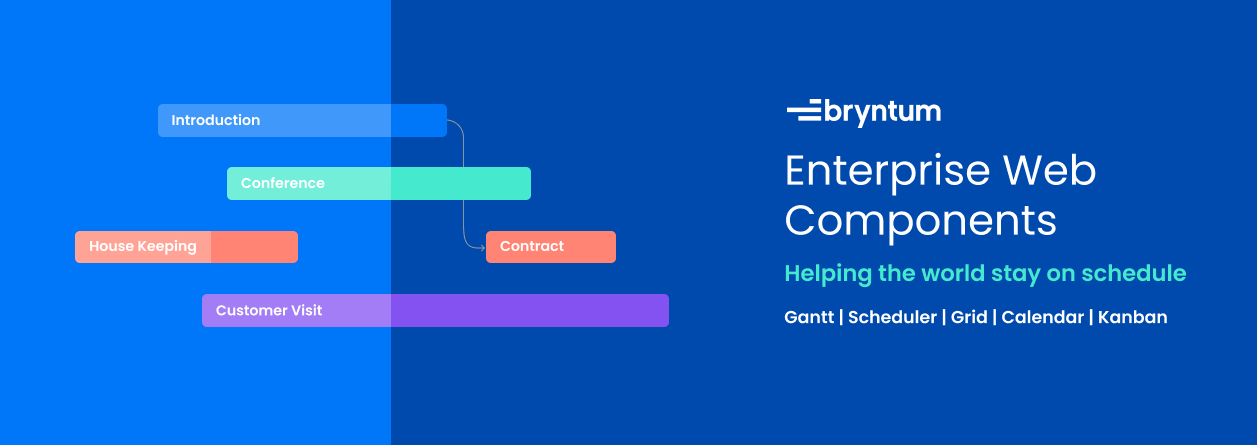 Introduction
Conference
House Keeping
Contract
Customer Visit
bryntum
Enterprise Web
Components
Helping the world stay on schedule
Gantt | Scheduler | Grid | Calendar | Kanban